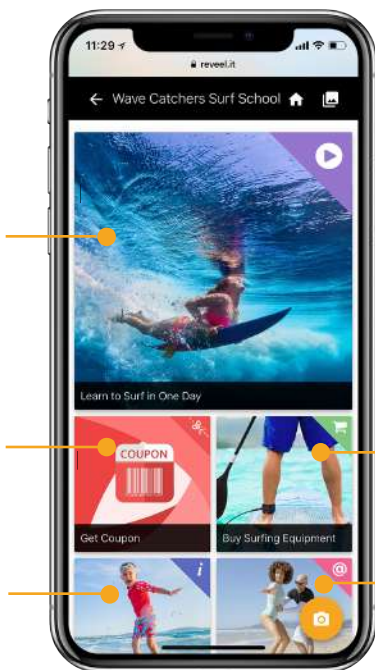 11:29
reveel.it
Wave Catchers Surf School
Learn to Surf in One Day
COUPON
Get Coupon
Buy Surfing Equipment
i
@